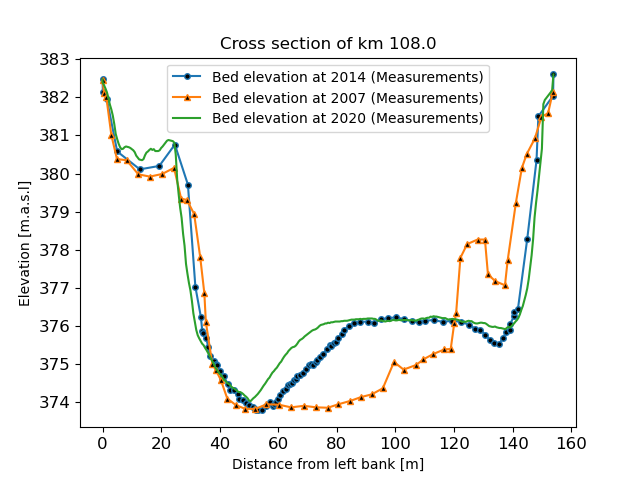 Cross section of km 108.0
Bed elevation at 2014 (Measurements)
Bed elevation at 2007 (Measurements)
Bed elevation at 2020 (Measurements)
Elevation [m.a.s.l]
383
382
381
380
379
378
377
376
375
374
0 20 40 60 80 100 120 140 160
Distance from left bank [m]